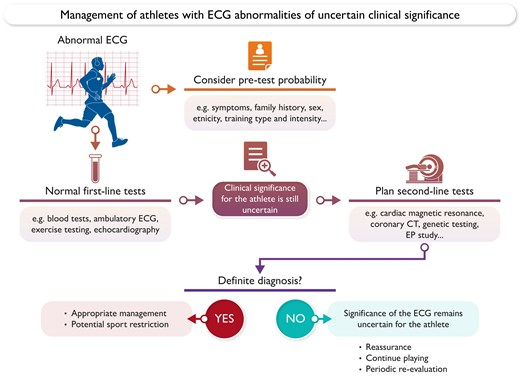 Management of athletes with ECG abnormalities of uncertain clinical significance
Abnormal ECG
Consider pre-test probability
e.g. symptoms, family history, sex,
etnicity, training type and intensity...
Normal first-line tests
e.g. blood tests, ambulatory ECG,
exercise testing, echocardiography
Clinical significance
for the athlete is still
uncertain
Plan second-line tests
e.g. cardiac magnetic resonance,
coronary CT, genetic testing,
EP study...
Definite diagnosis?
• Appropriate management
• Potential sport restriction
YES
NO
Significance of the ECG remains
uncertain for the athlete
• Reassurance
• Continue playing
• Periodic re-evaluation